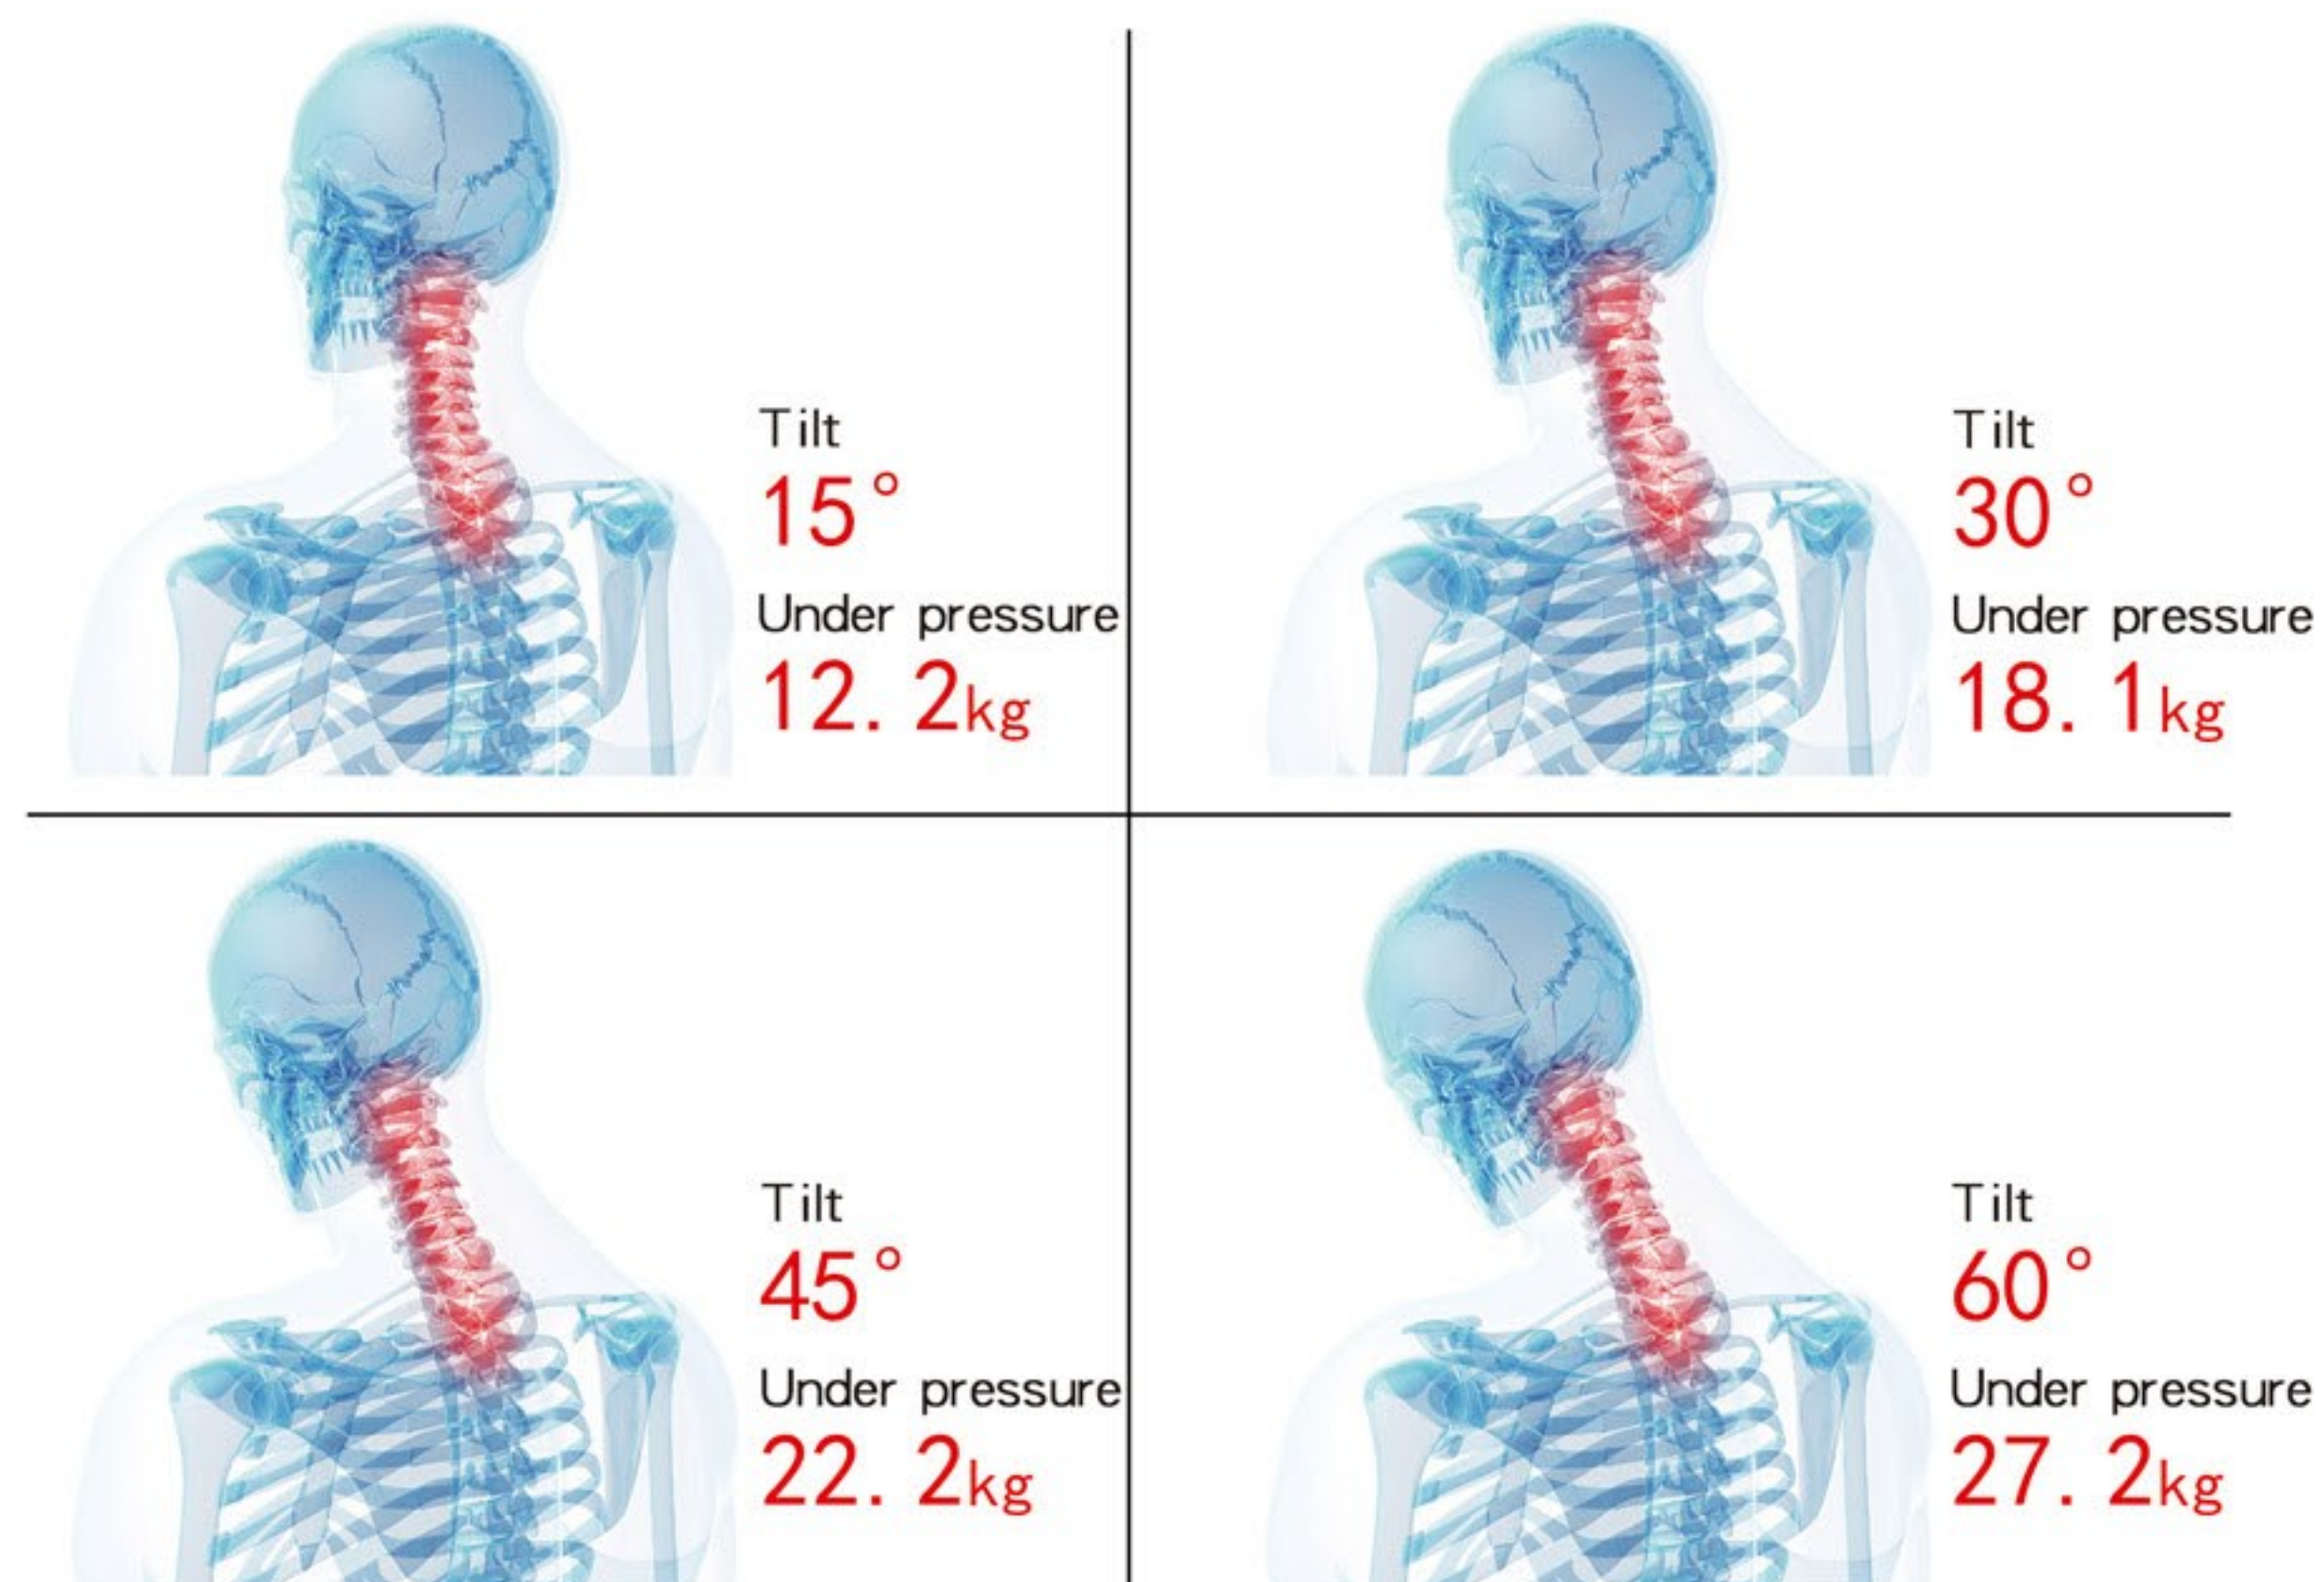 Tilt
15°
Under pressure
12. 2kg
Tilt
30°
Under pressure
18. 1kg
Tilt
45°
Under pressure
22. 2kg
Tilt
60°
Under pressure
27. 2kg